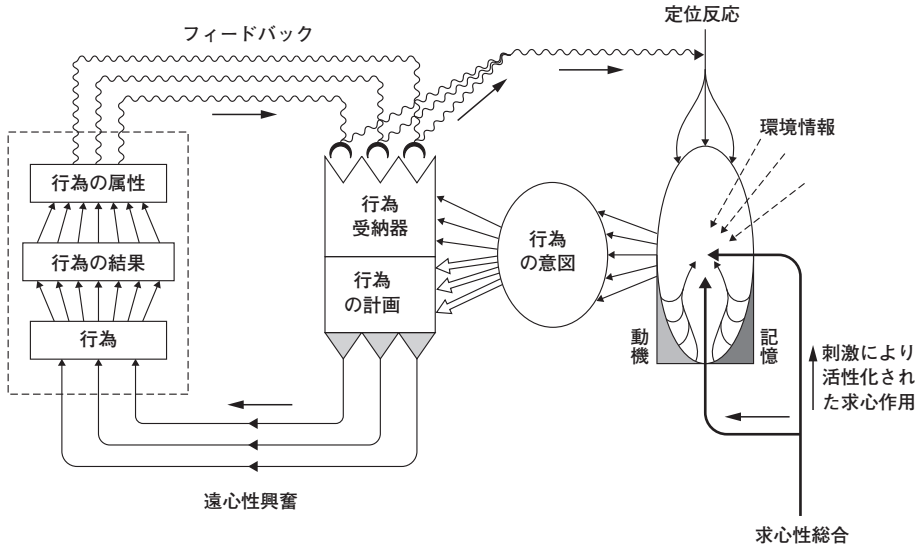 フィードバック
定位反応
環境情報
行為の属性
行為の結果
行為
行為
受納器
行為
の計画
行為
の意図
動機
記憶
刺激により
活性化され
た求心作用
遠心性興奮
求心性総合